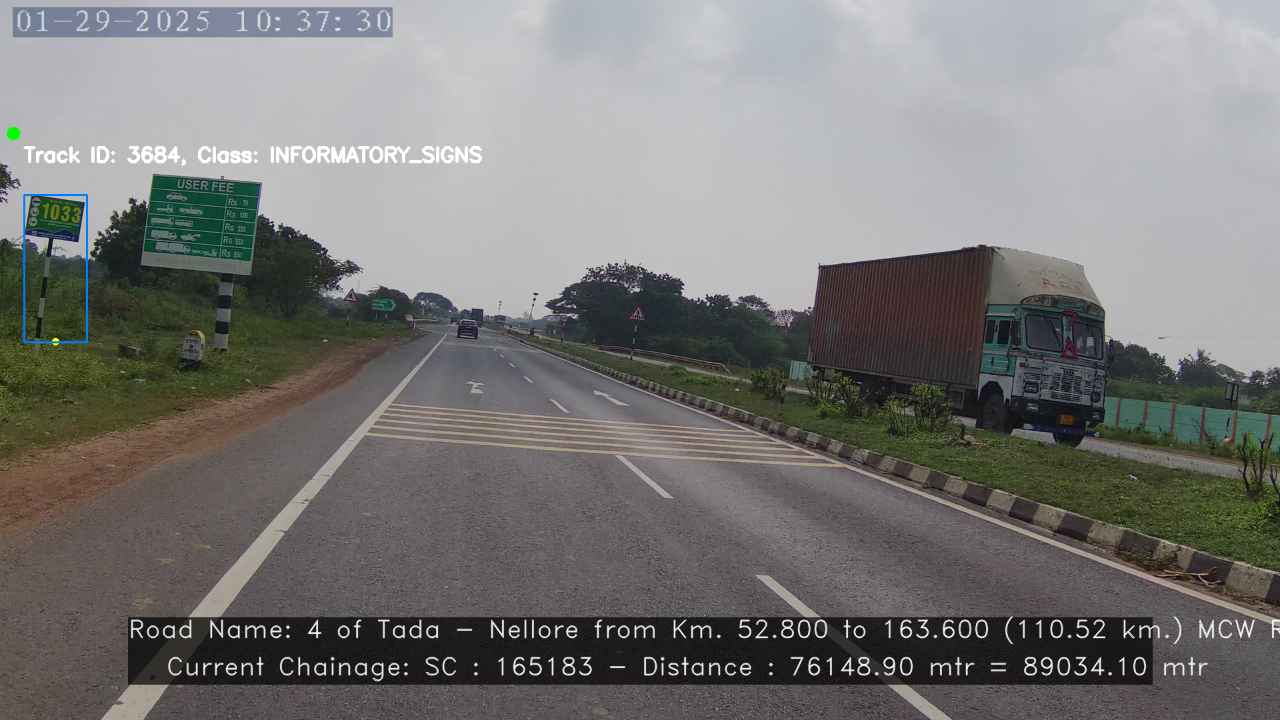 01-29-2025 10:37:30
Track ID: 3684, Class: INFORMATORY_SIGNS
1033
USER FEE
Rs
Rs
Rs
Rs
Rs
Road Name: 4 of Tada - Nellore from Km. 52.800 to 163.600 (110.52 km.) MCW
Current Chainage: SC : 165183 - Distance : 76148.90 mtr = 89034.10 mtr